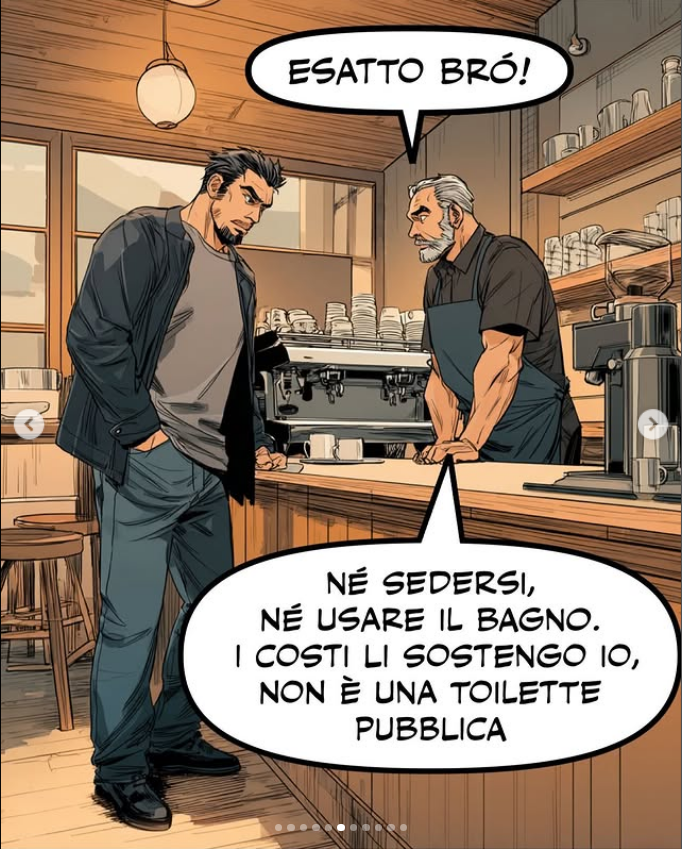 ESATTO BRÓ!
NÉ SEDERSI,
NÉ USARE IL BAGNO.
I COSTI LI SOSTENGO IO,
NON È UNA TOILETTE
PUBBLICA